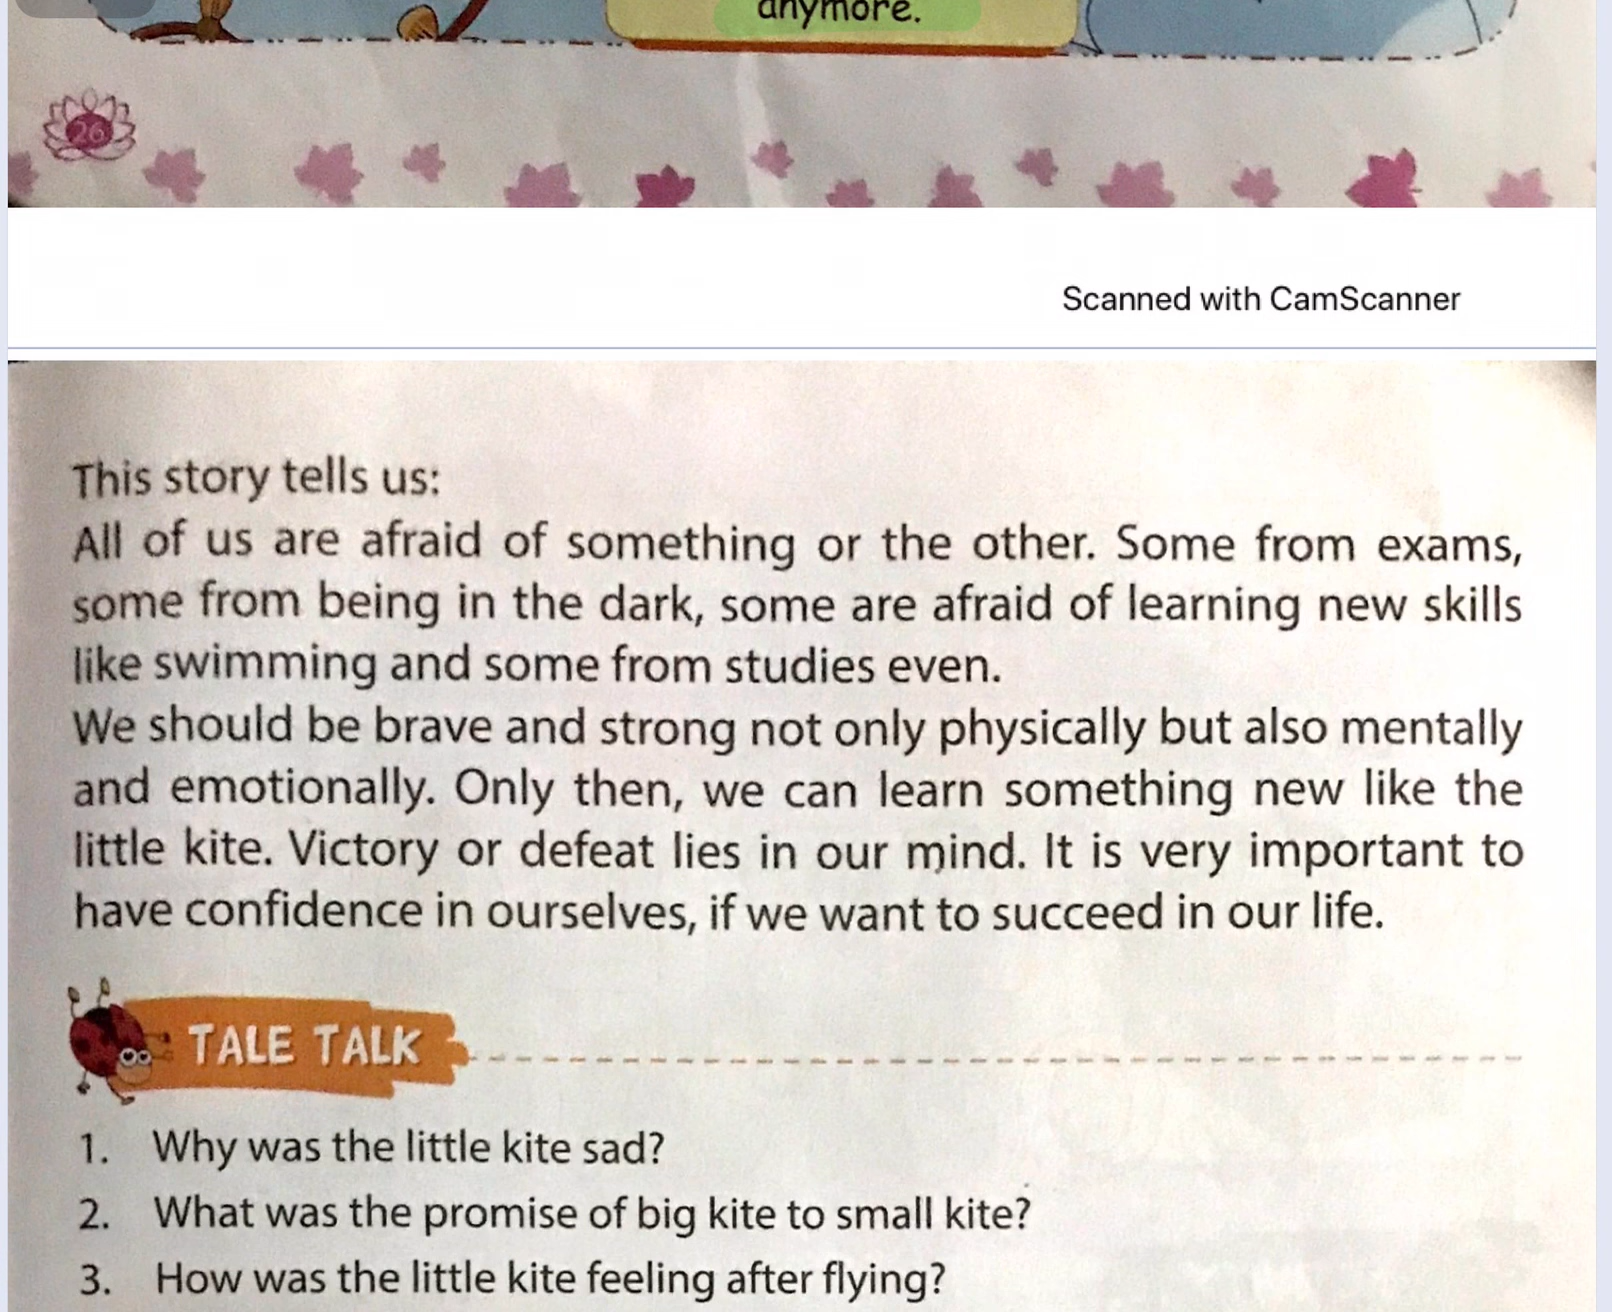 anymore.
26
Scanned with CamScanner
This story tells us:
All of us are afraid of something or the other. Some from exams,
some from being in the dark, some are afraid of learning new skills
like swimming and some from studies even.
We should be brave and strong not only physically but also mentally
and emotionally. Only then, we can learn something new like the
little kite. Victory or defeat lies in our mind. It is very important to
have confidence in ourselves, if we want to succeed in our life.
TALE TALK
1. Why was the little kite sad?
2. What was the promise of big kite to small kite?
3. How was the little kite feeling after flying?